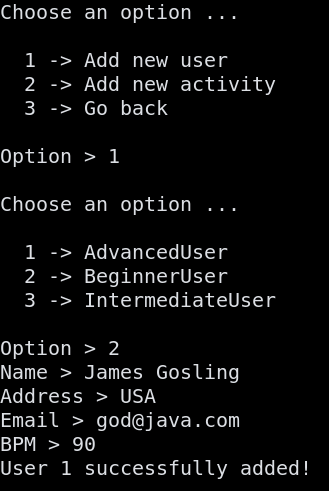 Choose an option ...
1 -> Add new user
2 -> Add new activity
3 -> Go back
Option > 1
Choose an option ...
1 -> AdvancedUser
2 -> BeginnerUser
3 -> IntermediateUser
Option > 2
Name > James Gosling
Address > USA
Email > god@java.com
BPM > 90
User 1 successfully added!